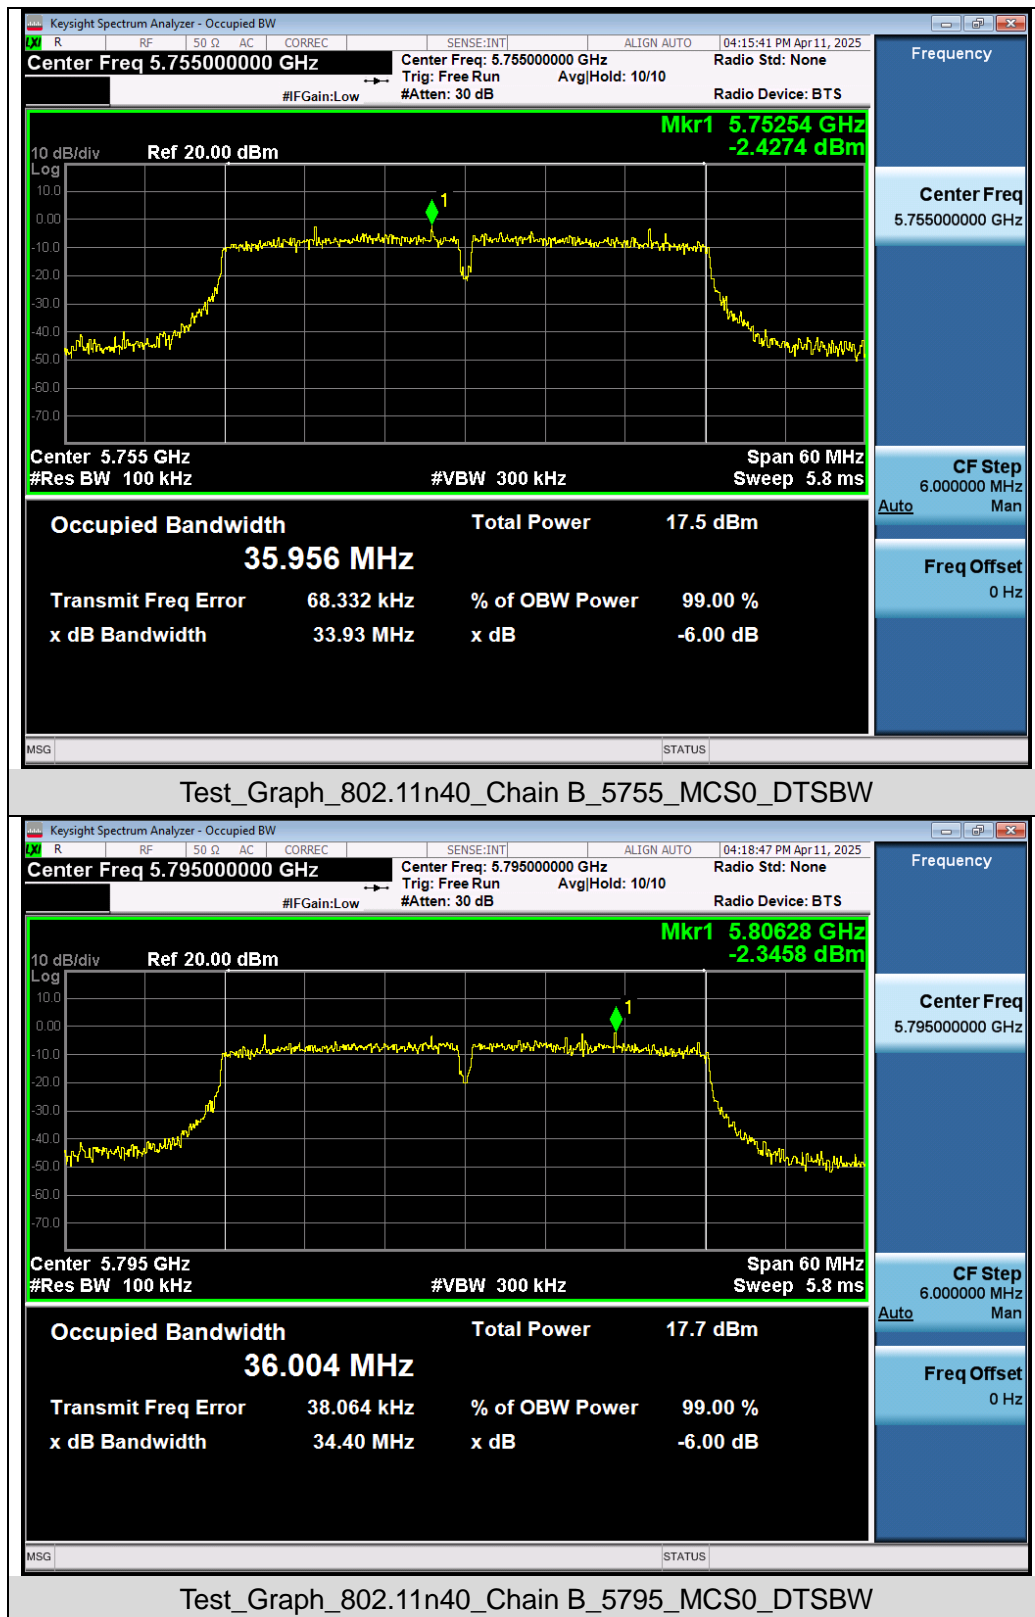 Keysight Spectrum Analyzer - Occupied BW
LXI R RF 50 Ω AC CORREC SENSE:INT ALIGN AUTO 04:15:41 PM Apr 11, 2025
Center Freq 5.755000000 GHz
Center Freq: 5.755000000 GHz
Radio Std: None
Trig: Free Run Avg|Hold: 10/10
#IFGain:Low
#Atten: 30 dB
Radio Device: BTS
Mkr1 5.75254 GHz
-2.4274 dBm
10 dB/div Ref 20.00 dBm
Log
10.0
1
0.00
-10.0
-20.0
-30.0
-40.0
-50.0
-60.0
-70.0
Center 5.755 GHz Span 60 MHz
#Res BW 100 kHz #VBW 300 kHz Sweep 5.8 ms
Occupied Bandwidth Total Power 17.5 dBm
35.956 MHz
Transmit Freq Error 68.332 kHz % of OBW Power 99.00 %
x dB Bandwidth 33.93 MHz x dB -6.00 dB
MSG STATUS
Frequency
Center Freq
5.755000000 GHz
CF Step
6.000000 MHz
Auto Man
Freq Offset
0 Hz
Test_Graph_802.11n40_Chain B_5755_MCS0_DTSBW
Keysight Spectrum Analyzer - Occupied BW
LXI R RF 50 Ω AC CORREC SENSE:INT ALIGN AUTO 04:18:47 PM Apr 11, 2025
Center Freq 5.795000000 GHz
Center Freq: 5.795000000 GHz
Radio Std: None
Trig: Free Run Avg|Hold: 10/10
#IFGain:Low
#Atten: 30 dB
Radio Device: BTS
Mkr1 5.80628 GHz
-2.3458 dBm
10 dB/div Ref 20.00 dBm
Log
10.0
1
0.00
-10.0
-20.0
-30.0
-40.0
-50.0
-60.0
-70.0
Center 5.795 GHz Span 60 MHz
#Res BW 100 kHz #VBW 300 kHz Sweep 5.8 ms
Occupied Bandwidth Total Power 17.7 dBm
36.004 MHz
Transmit Freq Error 38.064 kHz % of OBW Power 99.00 %
x dB Bandwidth 34.40 MHz x dB -6.00 dB
MSG STATUS
Frequency
Center Freq
5.795000000 GHz
CF Step
6.000000 MHz
Auto Man
Freq Offset
0 Hz
Test_Graph_802.11n40_Chain B_5795_MCS0_DTSBW